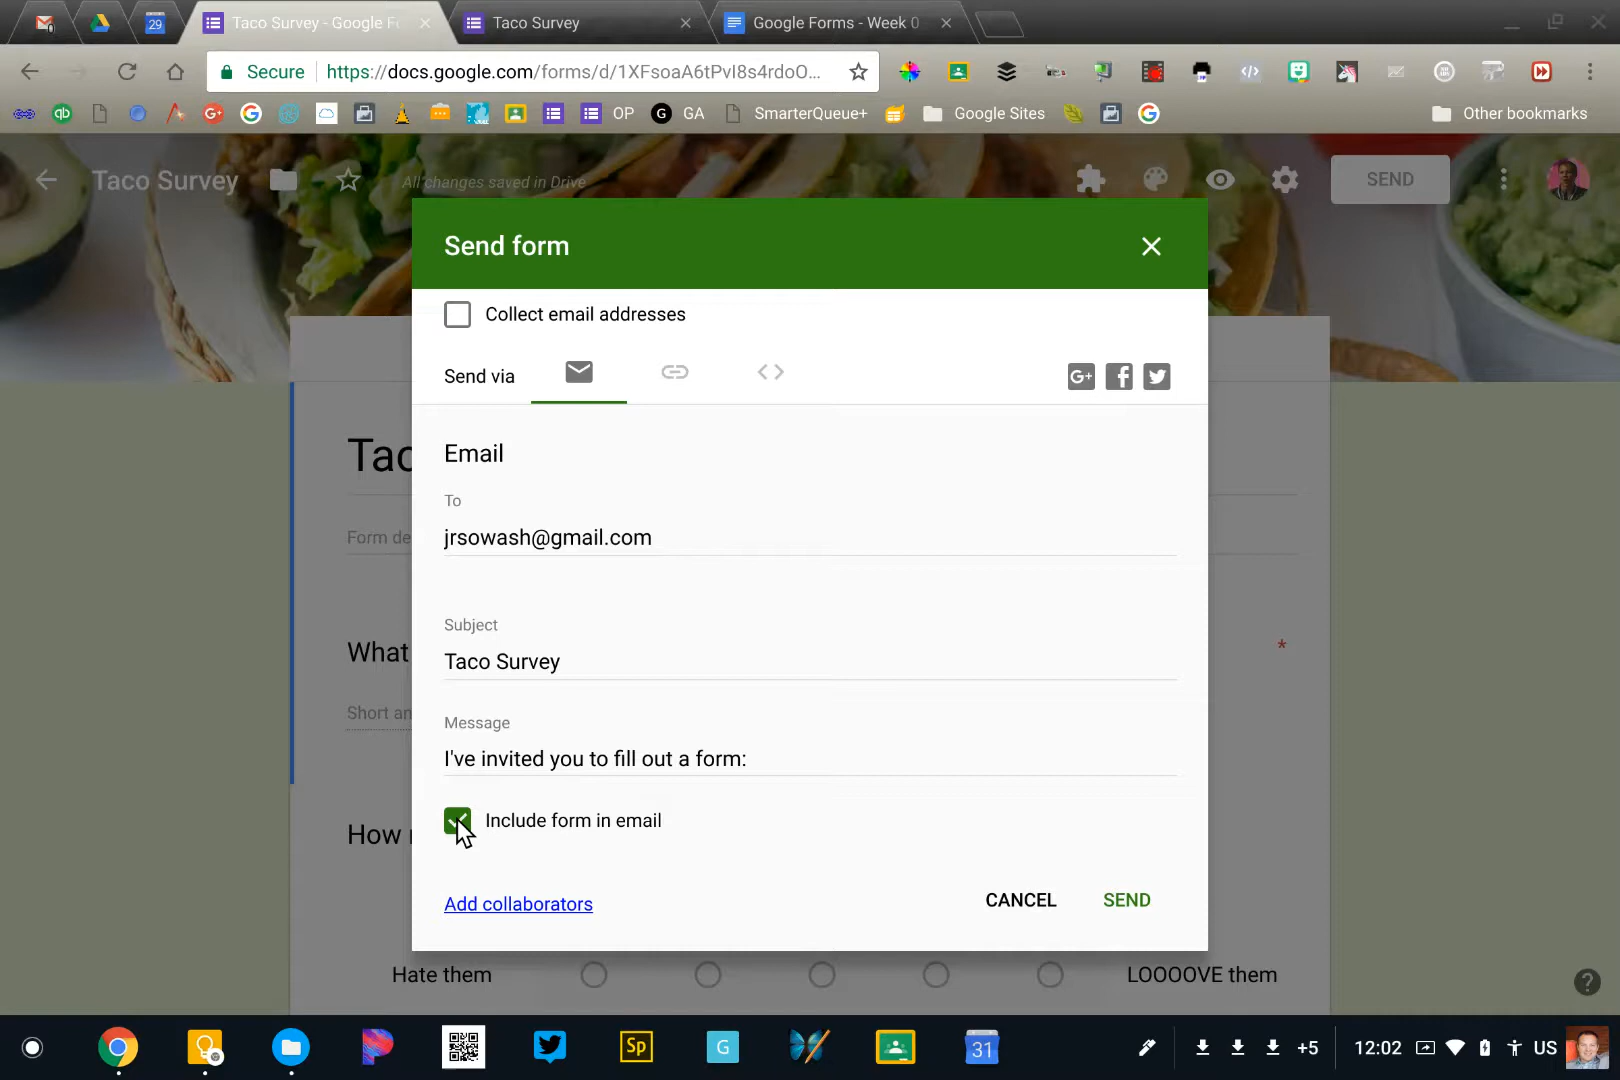 Taco Survey - Google Fo
Taco Survey
Google Forms - Week 0
Secure
https://docs.google.com/forms/d/1XFsoaA6tPvI8s4rdoO...
OP
GA
SmarterQueue+
Google Sites
Other bookmarks
Taco Survey
All changes saved in Drive
SEND
Send form
Collect email addresses
Send via
Email
To
jrsowash@gmail.com
Subject
Taco Survey
Message
I've invited you to fill out a form:
Include form in email
Add collaborators
CANCEL
SEND
Tac
Form de
What
*
Short an
How
Hate them
LOOOOVE them
+5
12:02
US
29
qb
G+
G
Sp
G
31